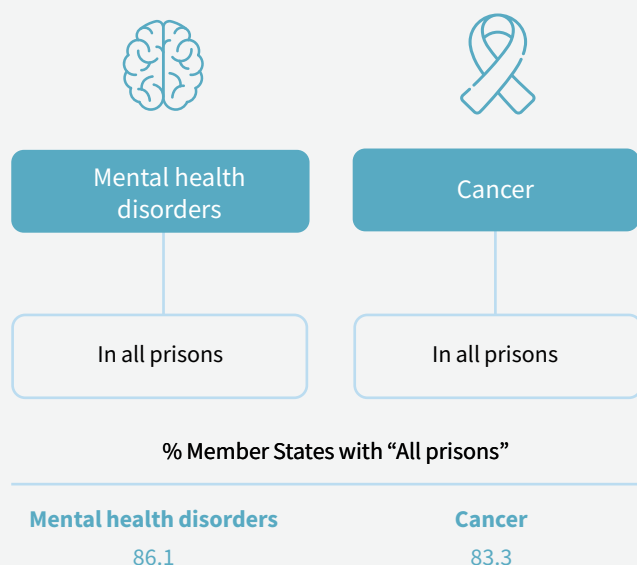 Mental health
disorders
Cancer
In all prisons
In all prisons
% Member States with “All prisons”
Mental health disorders
Cancer
86.1
83.3